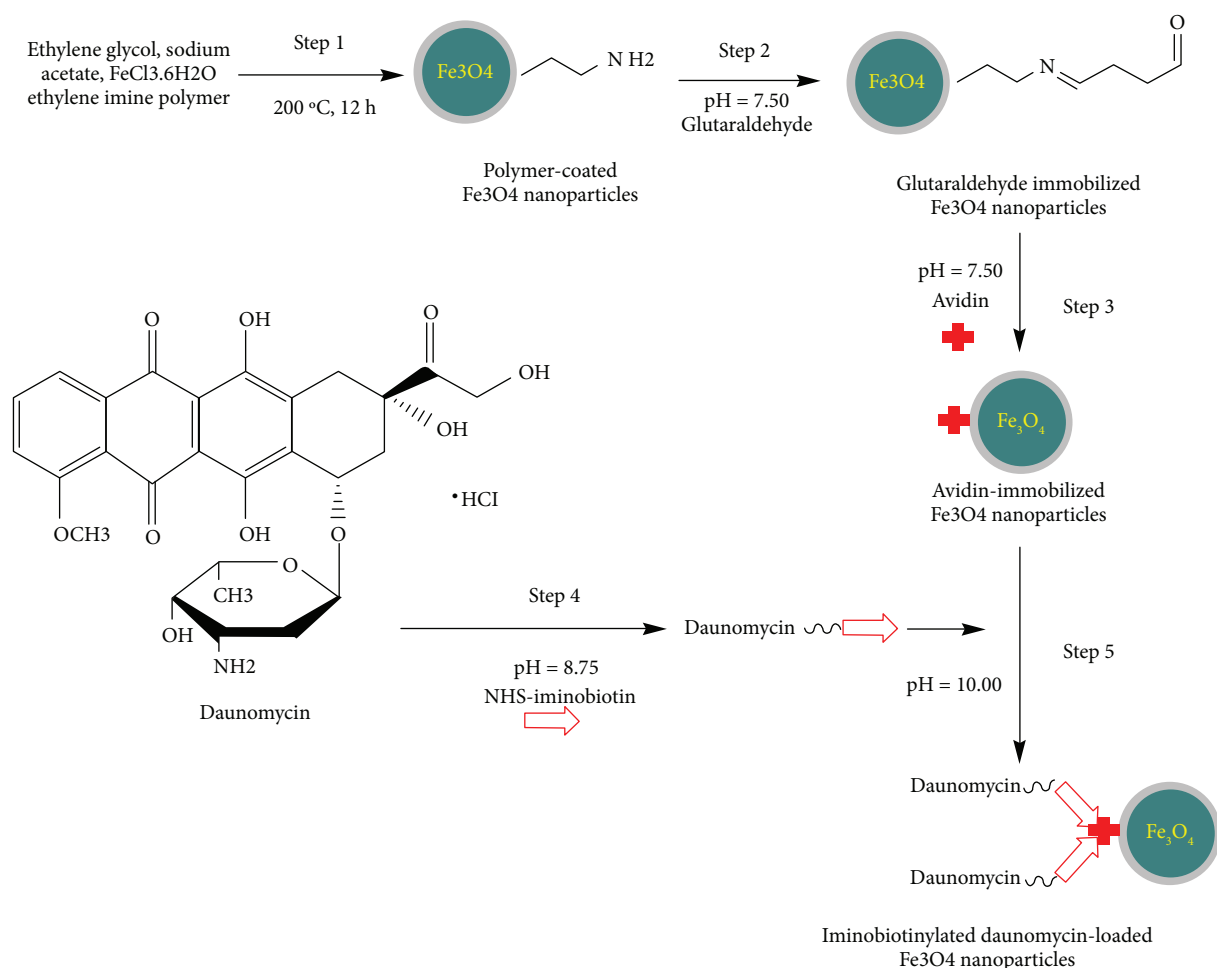 Ethylene glycol, sodium
acetate, FeCl3.6H2O
ethylene imine polymer
Step 1
200 ºC, 12 h
Fe3O4
N H2
Polymer-coated
Fe3O4 nanoparticles
Step 2
pH = 7.50
Glutaraldehyde
Fe3O4
N
O
Glutaraldehyde immobilized
Fe3O4 nanoparticles
pH = 7.50
Avidin
Step 3
Fe₃O₄
Avidin-immobilized
Fe3O4 nanoparticles
O
OH
O
OH
OH
OCH3
O
OH
O
•HCI
O
CH3
OH
NH2
Daunomycin
Step 4
pH = 8.75
NHS-iminobiotin
Daunomycin
Step 5
pH = 10.00
Daunomycin
Fe₃O₄
Daunomycin
Iminobiotinylated daunomycin-loaded
Fe3O4 nanoparticles